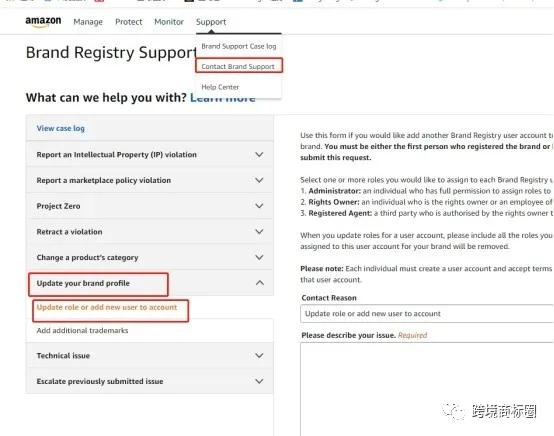 amazon Manage Protect Monitor Support
Brand Support Case log
Contact Brand Support
Help Center
Brand Registry Support
What can we help you with? Learn more
View case log
Report an Intellectual Property (IP) violation
Report a marketplace policy violation
Project Zero
Retract a violation
Change a product's category
Update your brand profile
Update role or add new user to account
Add additional trademarks
Technical issue
Escalate previously submitted issue
Use this form if you would like add another Brand Registry user account to
brand. You must be either the first person who registered the brand or
submit this request.
Select one or more roles you would like to assign to each Brand Registry
1. Administrator: an individual who has full permission to assign roles to
2. Rights Owner: an individual who is the rights owner or an employee of
3. Registered Agent: a third party who is authorised by the rights owner
When you update roles for a user account, please include all the roles you
assigned to this user account for your brand will be removed.
Please note: Each individual must create a user account and accept terms
that user account.
Contact Reason
Update role or add new user to account
Please describe your issue. Required
跨境商标圈